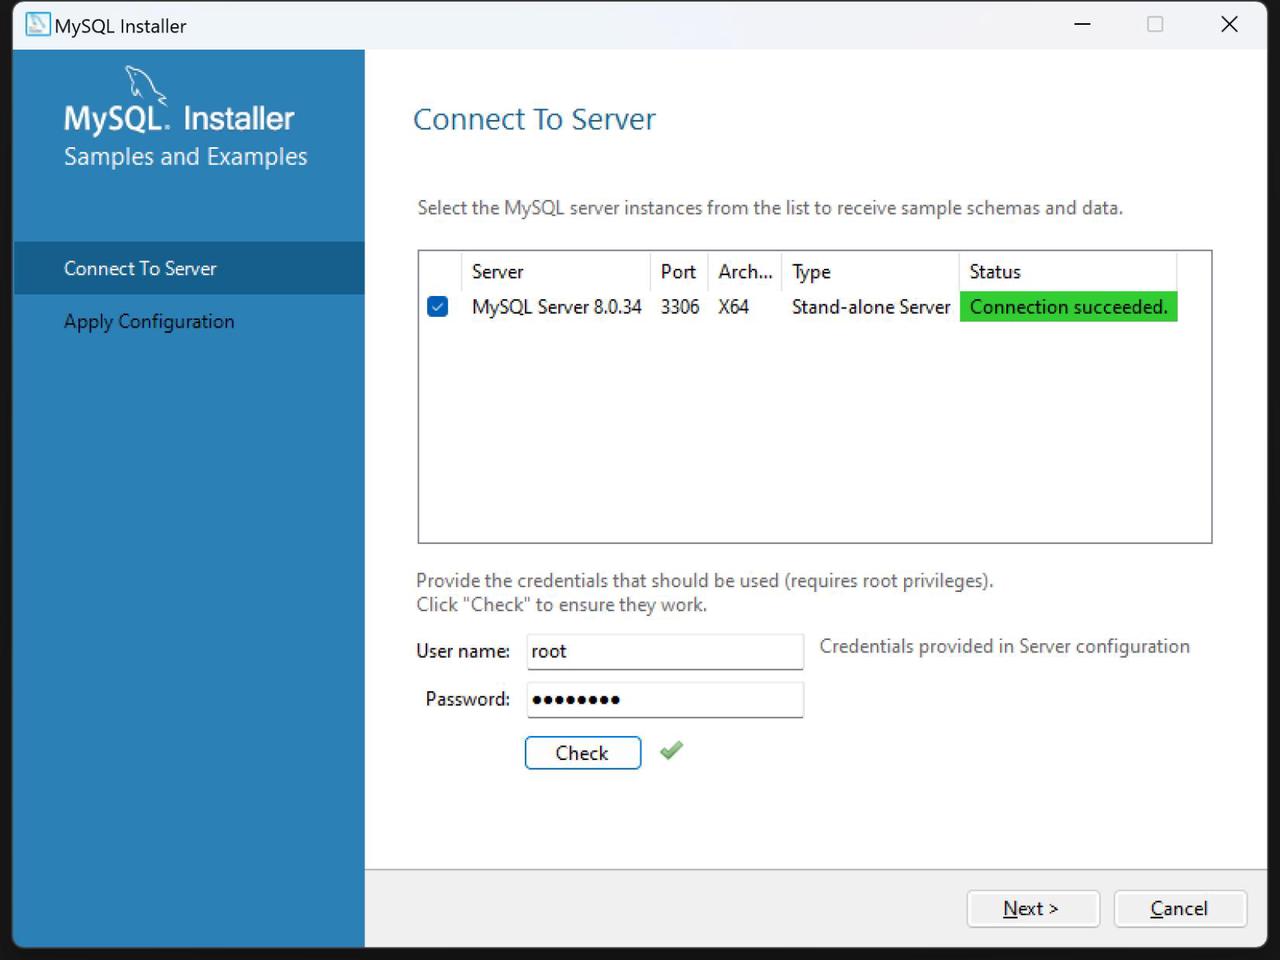 MySQL Installer
MySQL. Installer
Samples and Examples
Connect To Server
Apply Configuration
Connect To Server
Select the MySQL server instances from the list to receive sample schemas and data.
Server Port Arch... Type Status
MySQL Server 8.0.34 3306 X64 Stand-alone Server Connection succeeded.
Provide the credentials that should be used (requires root privileges).
Click "Check" to ensure they work.
User name: root Credentials provided in Server configuration
Password: ●●●●●●●●
Check
Next > Cancel